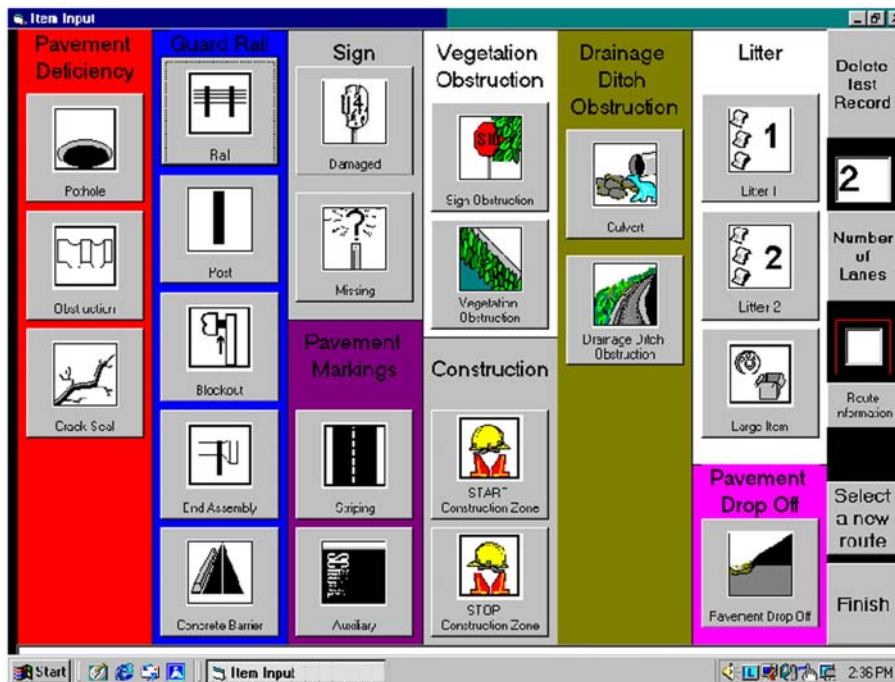 Item Input
Pavement
Deficiency
Pothole
Obstruction
Crack Seal
Guard Rail
Rail
Post
Blockout
End Assembly
Concrete Barrier
Sign
Damaged
?
Missing
Pavement
Markings
Striping
SCHOOL
Auxiliary
Vegetation
Obstruction
Sign Obstruction
Vegetation
Obstruction
Construction
START
Construction Zone
STOP
Construction Zone
Drainage
Ditch
Obstruction
Culvert
Drainage Ditch
Obstruction
Litter
1
Litter 1
2
Litter 2
Large Item
Pavement
Drop Off
Pavement Drop Off
Delete
last
Record
2
Number
of
Lanes
Route
nformation
Select
a new
route
Finish
Start
Item Input
2:36 PM